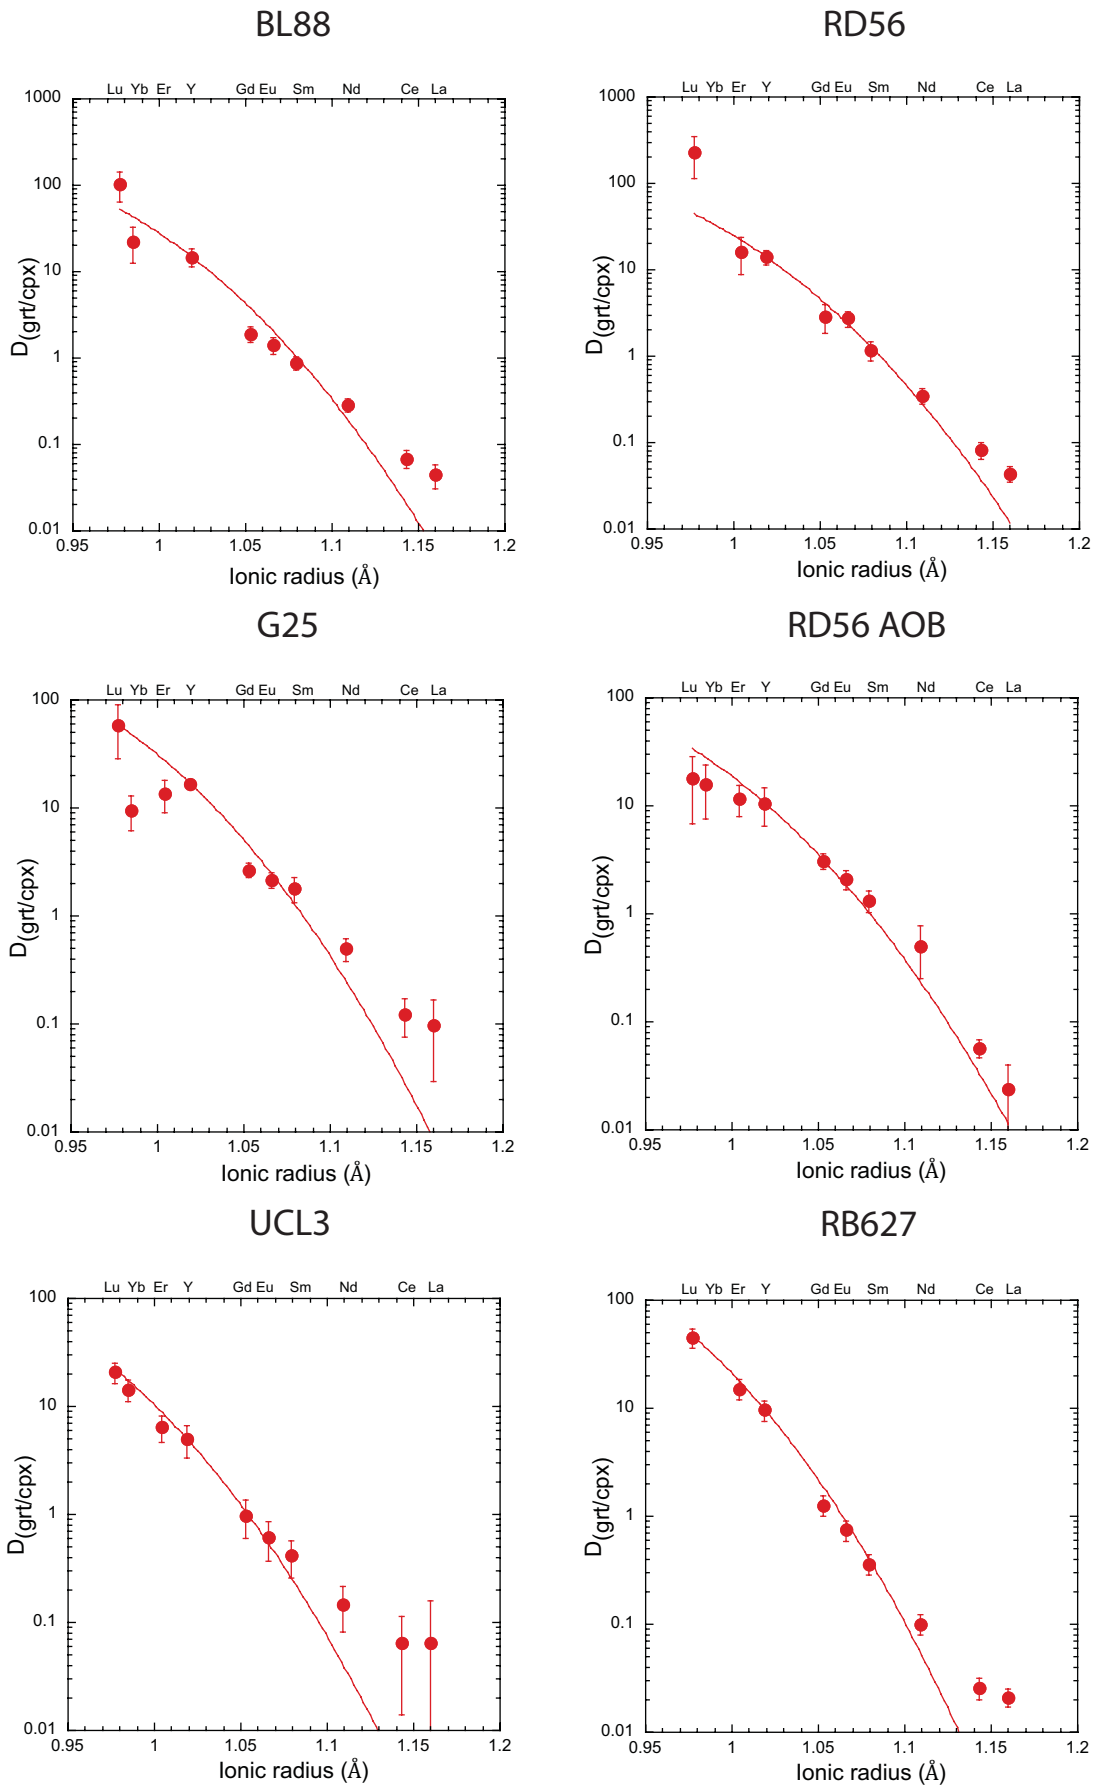 BL88
Lu Yb Er Y Gd Eu Sm Nd Ce La
1000
100
10
1
0.1
0.01
D(grt/cpx)
0.95 1 1.05 1.1 1.15 1.2
Ionic radius (Å)
RD56
Lu Yb Er Y Gd Eu Sm Nd Ce La
1000
100
10
1
0.1
0.01
D(grt/cpx)
0.95 1 1.05 1.1 1.15 1.2
Ionic radius (Å)
G25
Lu Yb Er Y Gd Eu Sm Nd Ce La
100
10
1
0.1
0.01
D(grt/cpx)
0.95 1 1.05 1.1 1.15 1.2
Ionic radius (Å)
RD56 AOB
Lu Yb Er Y Gd Eu Sm Nd Ce La
100
10
1
0.1
0.01
D(grt/cpx)
0.95 1 1.05 1.1 1.15 1.2
Ionic radius (Å)
UCL3
Lu Yb Er Y Gd Eu Sm Nd Ce La
100
10
1
0.1
0.01
D(grt/cpx)
0.95 1 1.05 1.1 1.15 1.2
Ionic radius (Å)
RB627
Lu Yb Er Y Gd Eu Sm Nd Ce La
100
10
1
0.1
0.01
D(grt/cpx)
0.95 1 1.05 1.1 1.15 1.2
Ionic radius (Å)